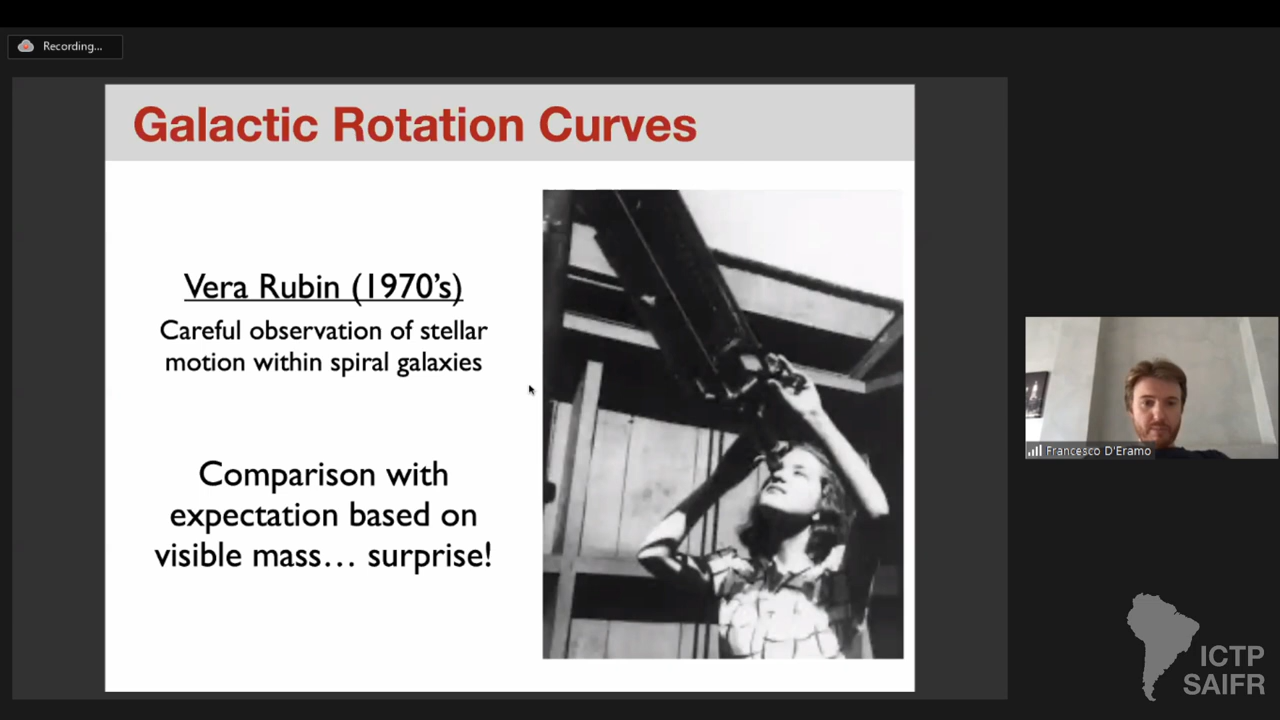 Recording...
Galactic Rotation Curves
Vera Rubin (1970's)
Careful observation of stellar
motion within spiral galaxies
Comparison with
expectation based on
visible mass... surprise!
Francesco D'Eramo
ICTP
SAIFR